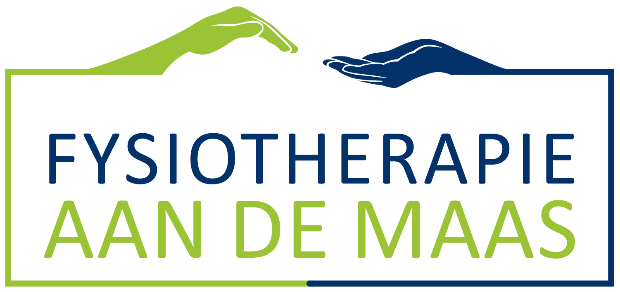 FYSIOTHERAPIE
AAN DE MAAS